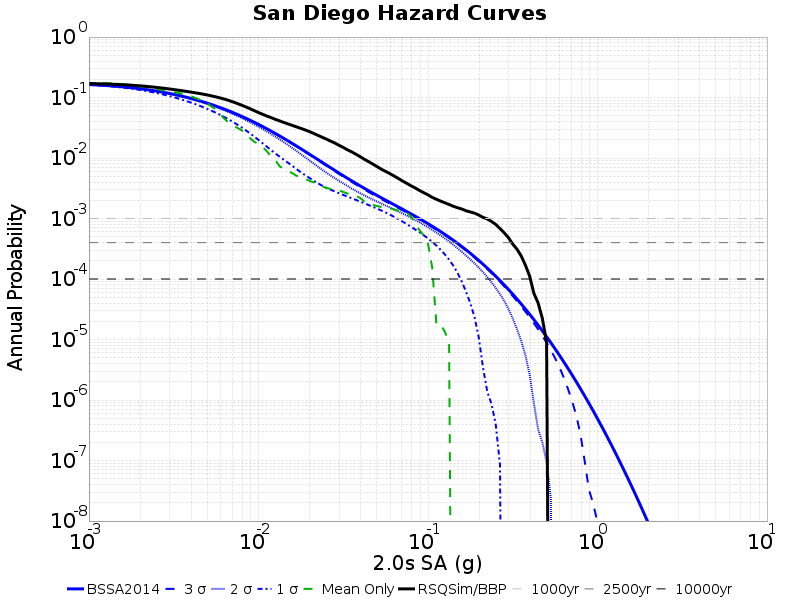 San Diego Hazard Curves
10^0
10^-1
10^-2
10^-3
10^-4
10^-5
10^-6
10^-7
10^-8
Annual Probability
10^-3 10^-2 10^-1 10^0 10^1
2.0s SA (g)
BSSA2014 3 σ 2 σ 1 σ Mean Only RSQSim/BBP 1000yr 2500yr 10000yr